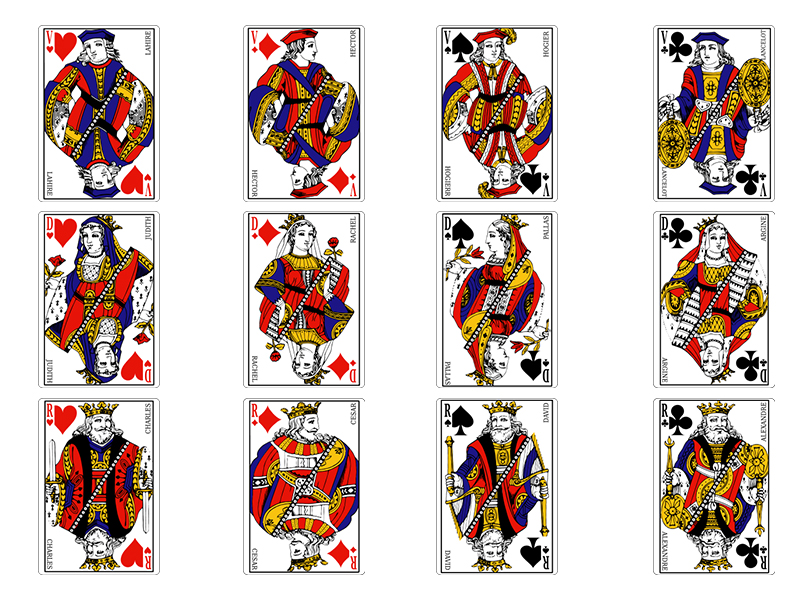 V
LAHIRE
LAHIRE
V
V
HECTOR
HECTOR
V
V
HOGIER
HOGIERR
V
V
LANCELOT
LANCELOT
V
D
JUDITH
JUDITH
D
D
RACHEL
RACHEL
D
D
PALLAS
PALLAS
D
D
ARGINE
ARGINE
D
R
CHARLES
CHARLES
R
R
CESAR
CESAR
R
R
DAVID
DAVID
R
R
ALEXANDRE
ALEXANDRE
R